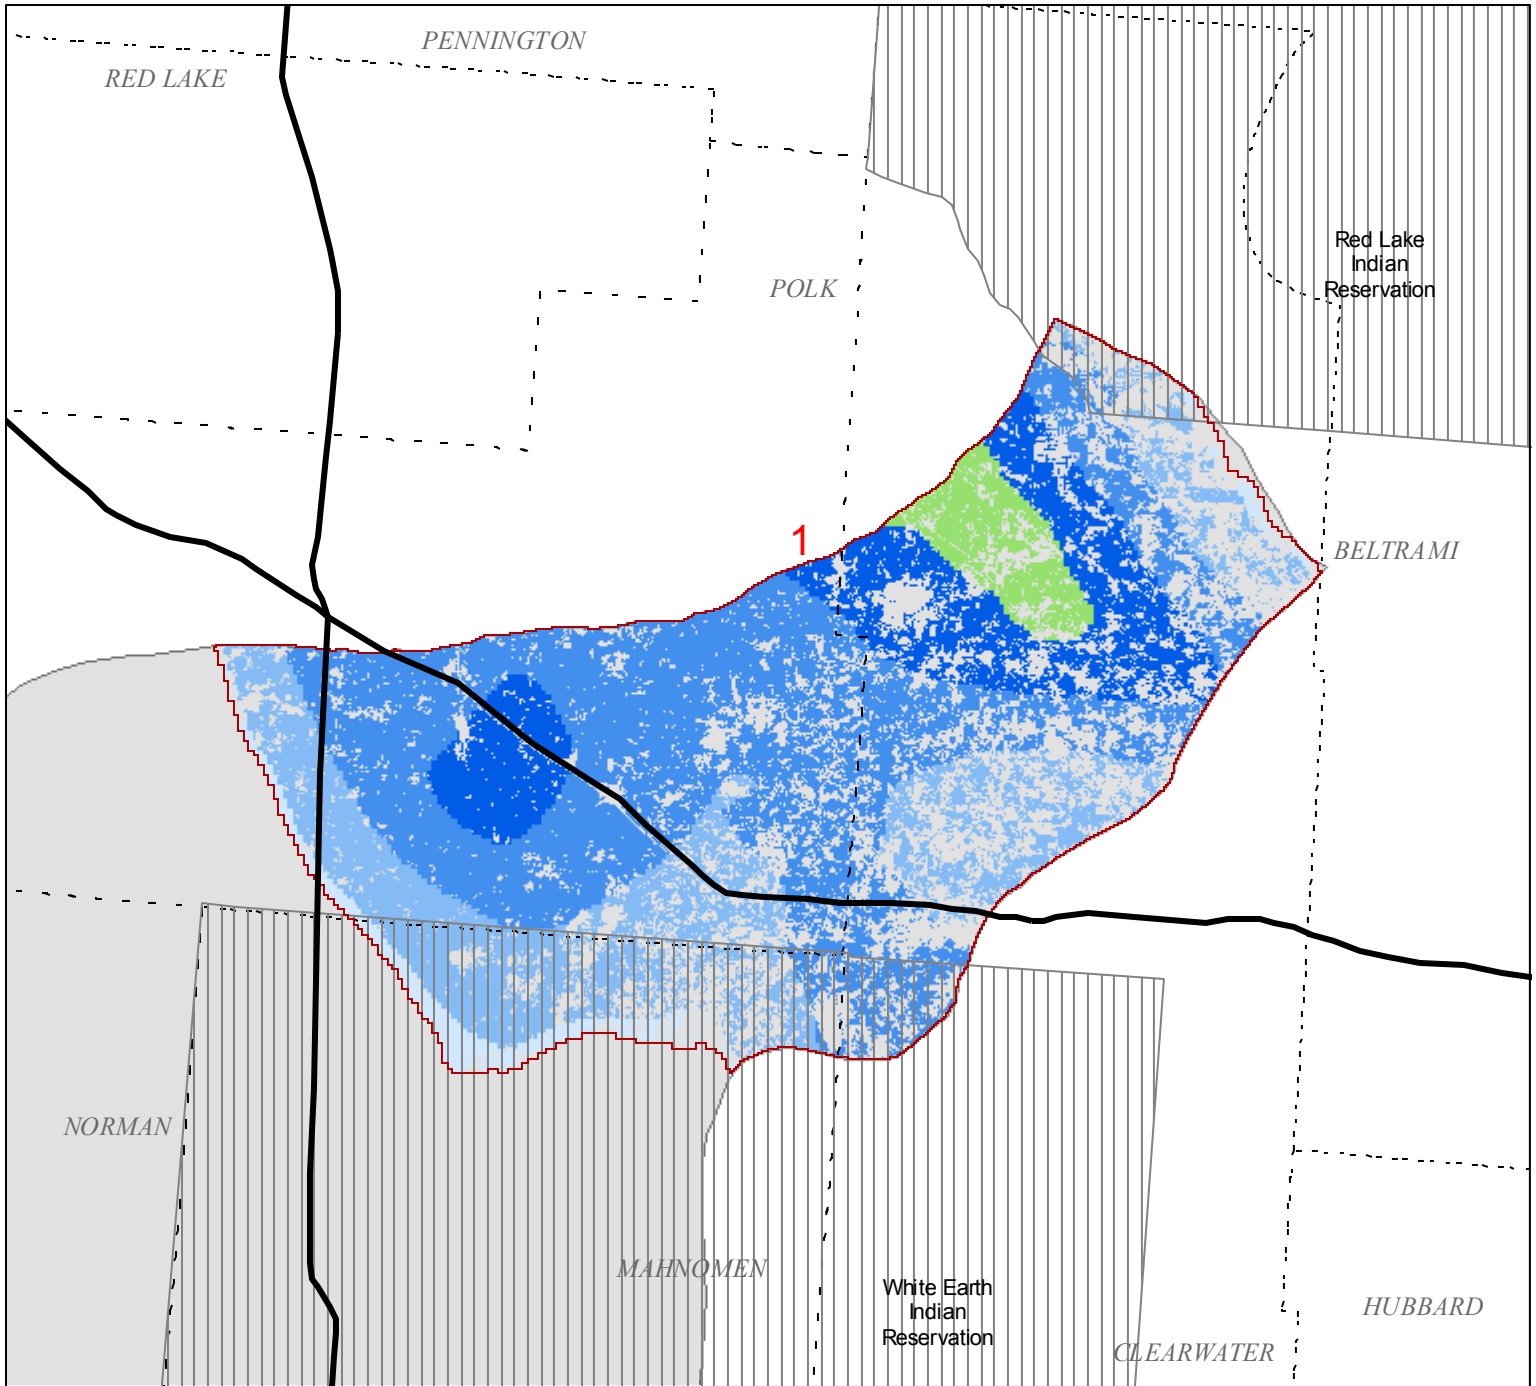 PENNINGTON
RED LAKE
Red Lake
Indian
Reservation
POLK
1
BELTRAMI
NORMAN
MAHNOMEN
White Earth
Indian
Reservation
HUBBARD
CLEARWATER